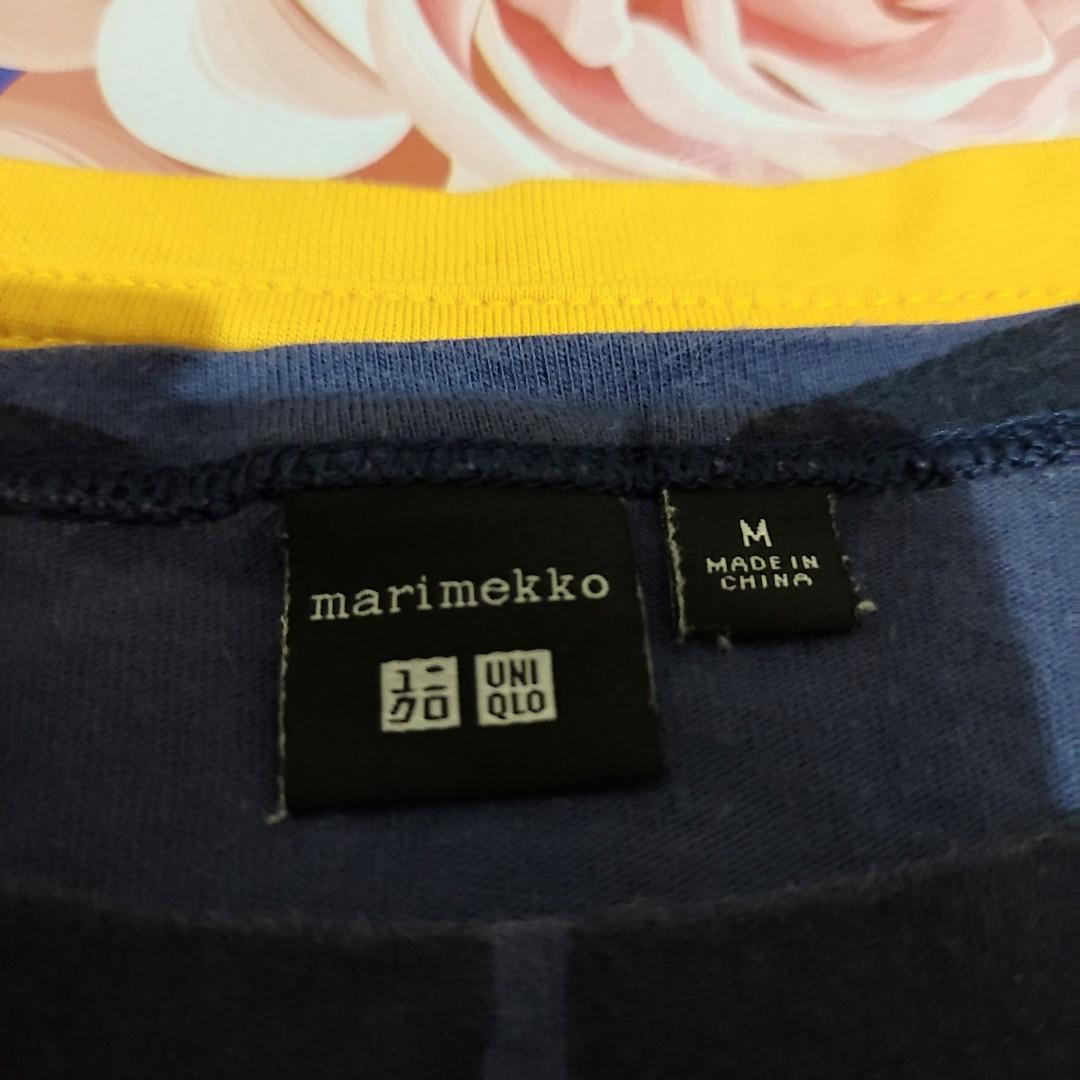 marimekko
ユニ
クロ
UNI
QLO
M
MADE IN
CHINA